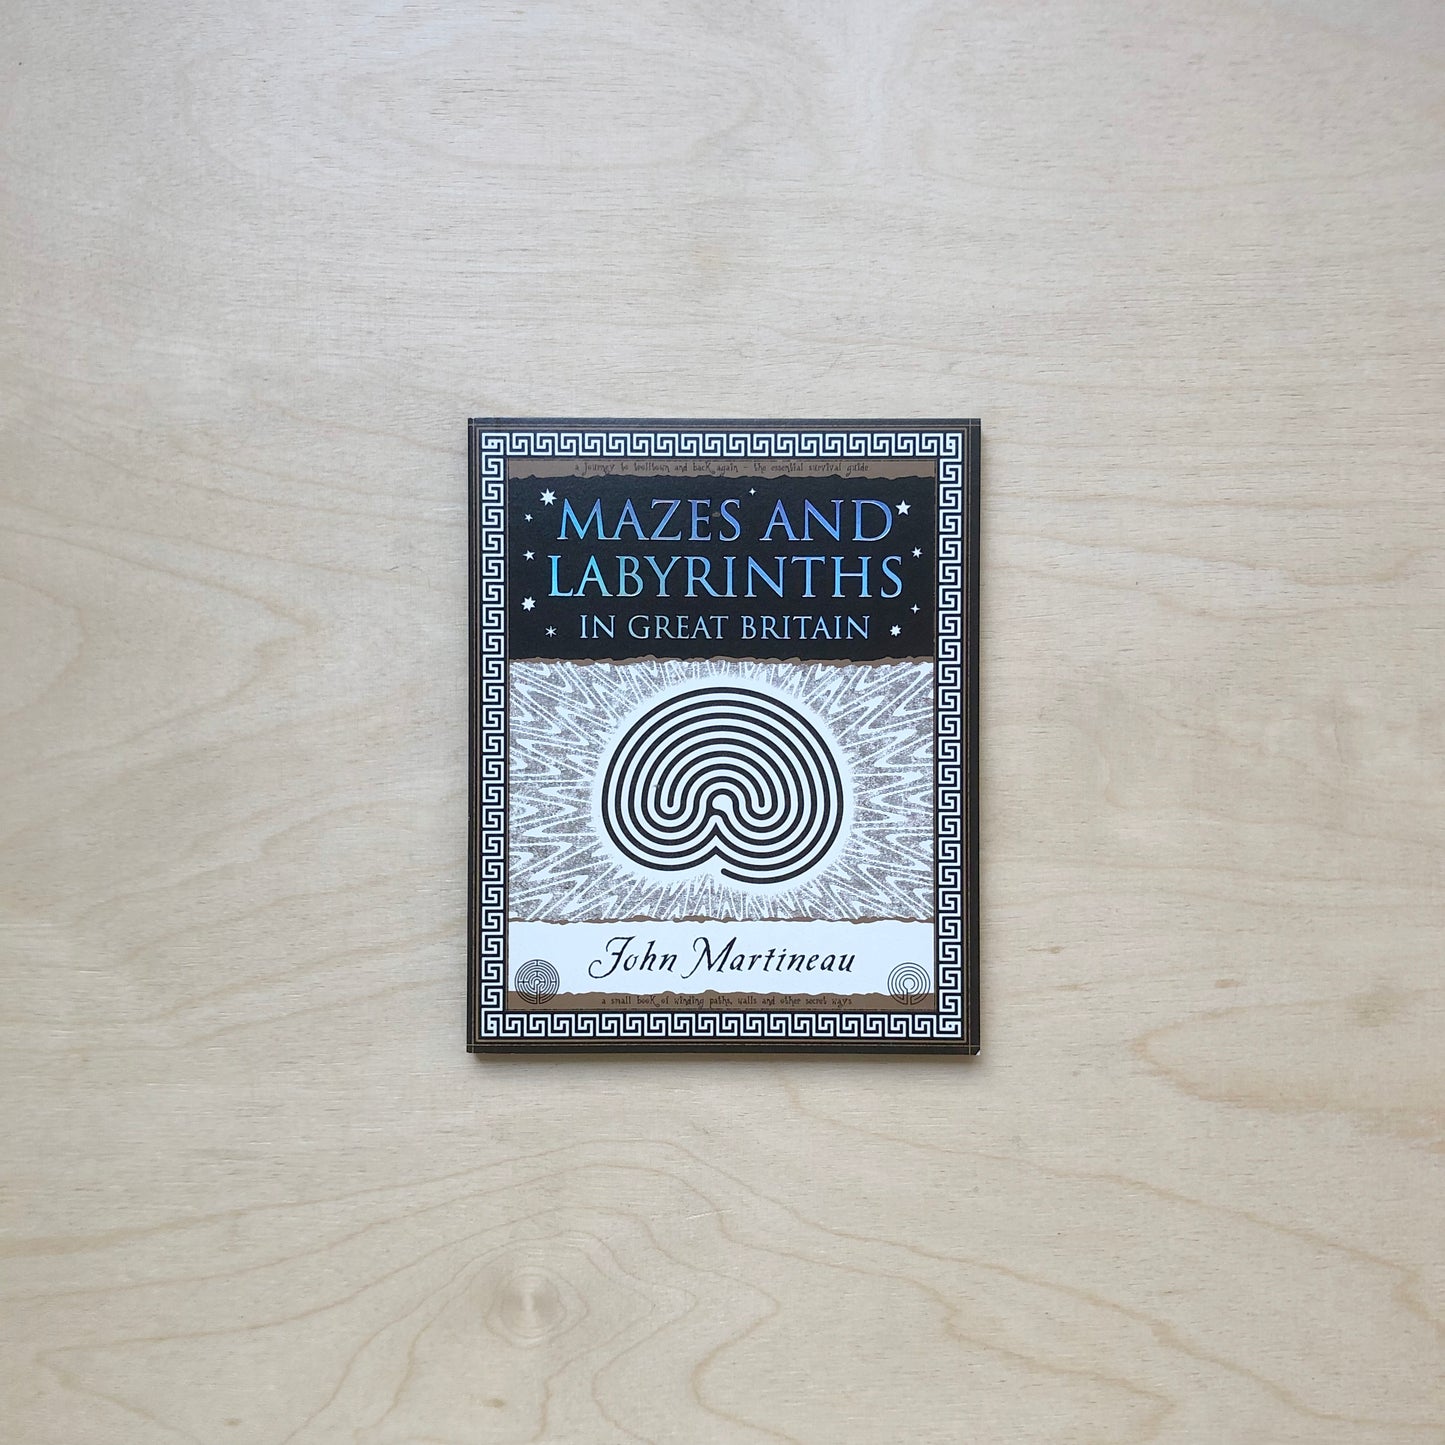 a journey to trolltown and back again - the essential survival guide
MAZES AND
LABYRINTHS
IN GREAT BRITAIN
John Martineau
a small book of winding paths, walls and other secret ways